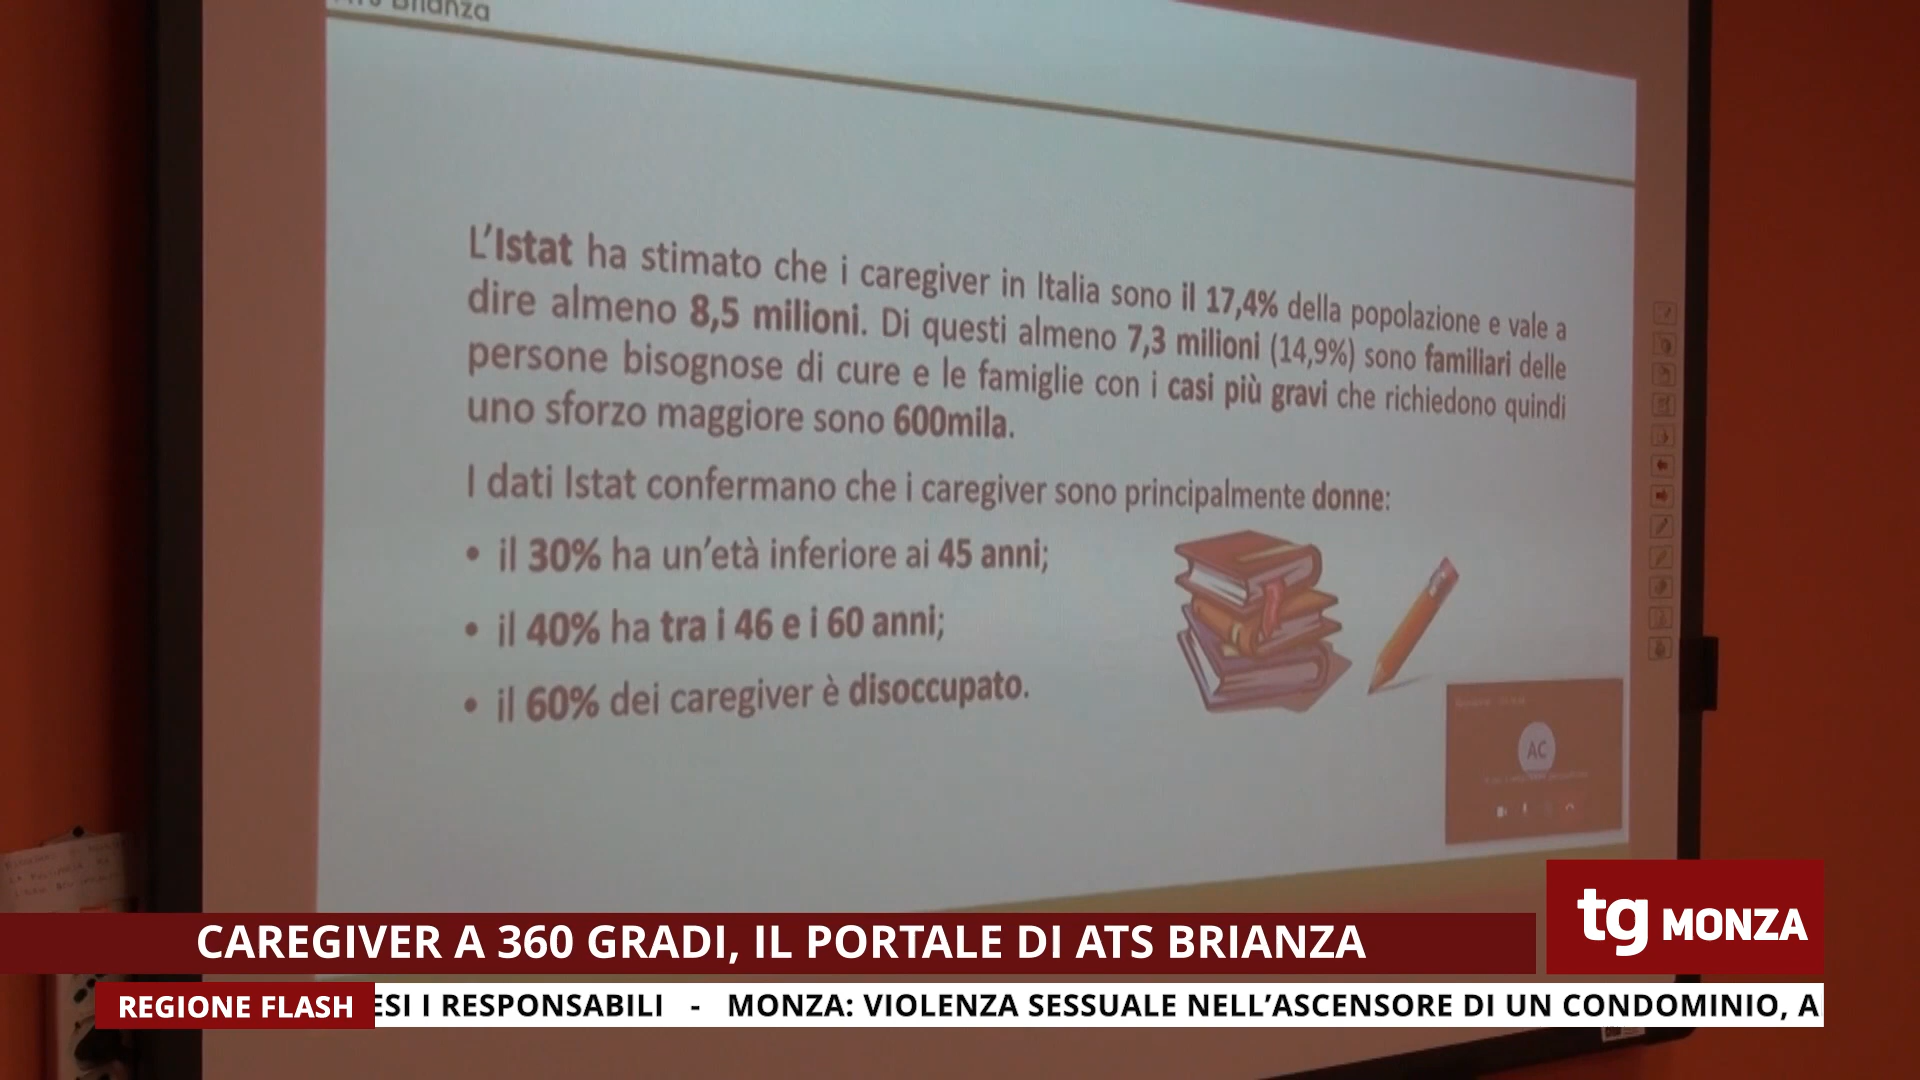 Brianza
L'Istat ha stimato che i caregiver in Italia sono il 17,4% della popolazione e vale a
dire almeno 8,5 milioni. Di questi almeno 7,3 milioni (14,9%) sono familiari delle
persone bisognose di cure e le famiglie con i casi più gravi che richiedono quindi
uno sforzo maggiore sono 600mila.
I dati Istat confermano che i caregiver sono principalmente donne:
• il 30% ha un'età inferiore ai 45 anni;
• il 40% ha tra i 46 e i 60 anni;
• il 60% dei caregiver è disoccupato.
AC
CAREGIVER A 360 GRADI, IL PORTALE DI ATS BRIANZA
tg MONZA
REGIONE FLASH
ESI I RESPONSABILI - MONZA: VIOLENZA SESSUALE NELL'ASCENSORE DI UN CONDOMINIO, A